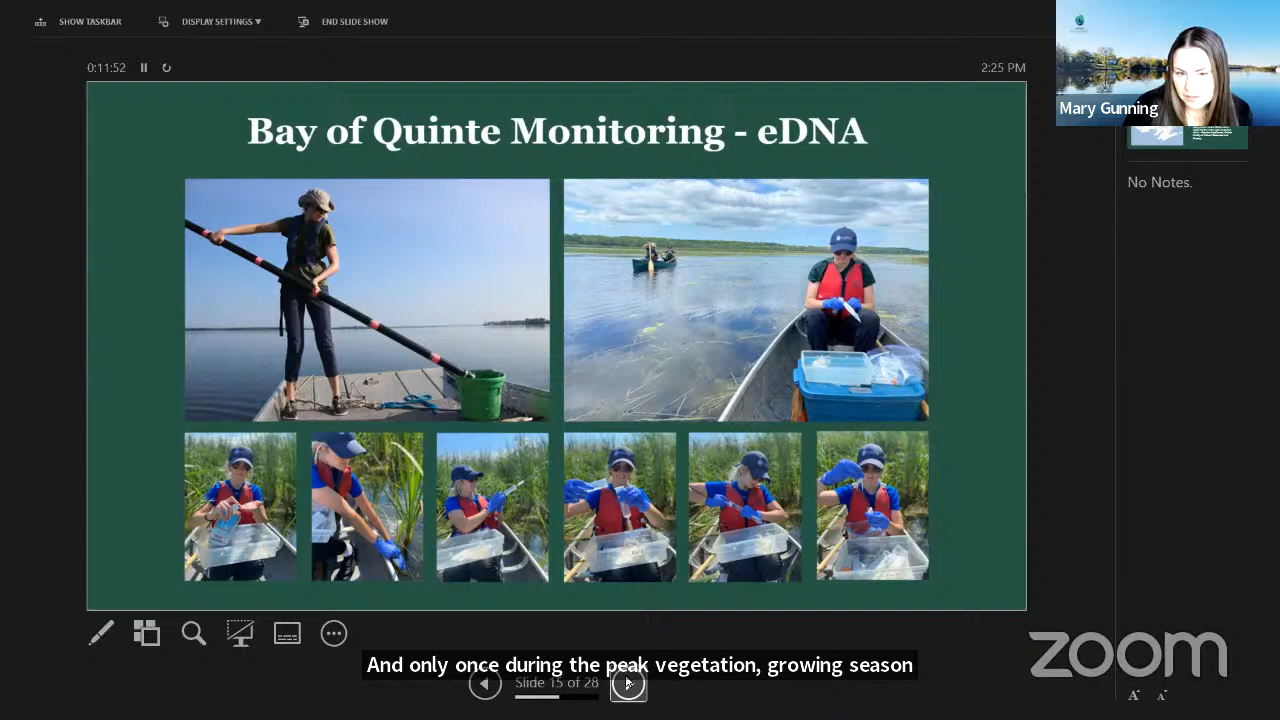 SHOW TASKBAR
DISPLAY SETTINGS ▼
END SLIDE SHOW
0:11:52
2:25 PM
Mary Gunning
Bay of Quinte Monitoring - eDNA
No Notes.
And only once during the peak vegetation, growing season
Slide 15 of 28
zoom
A
A